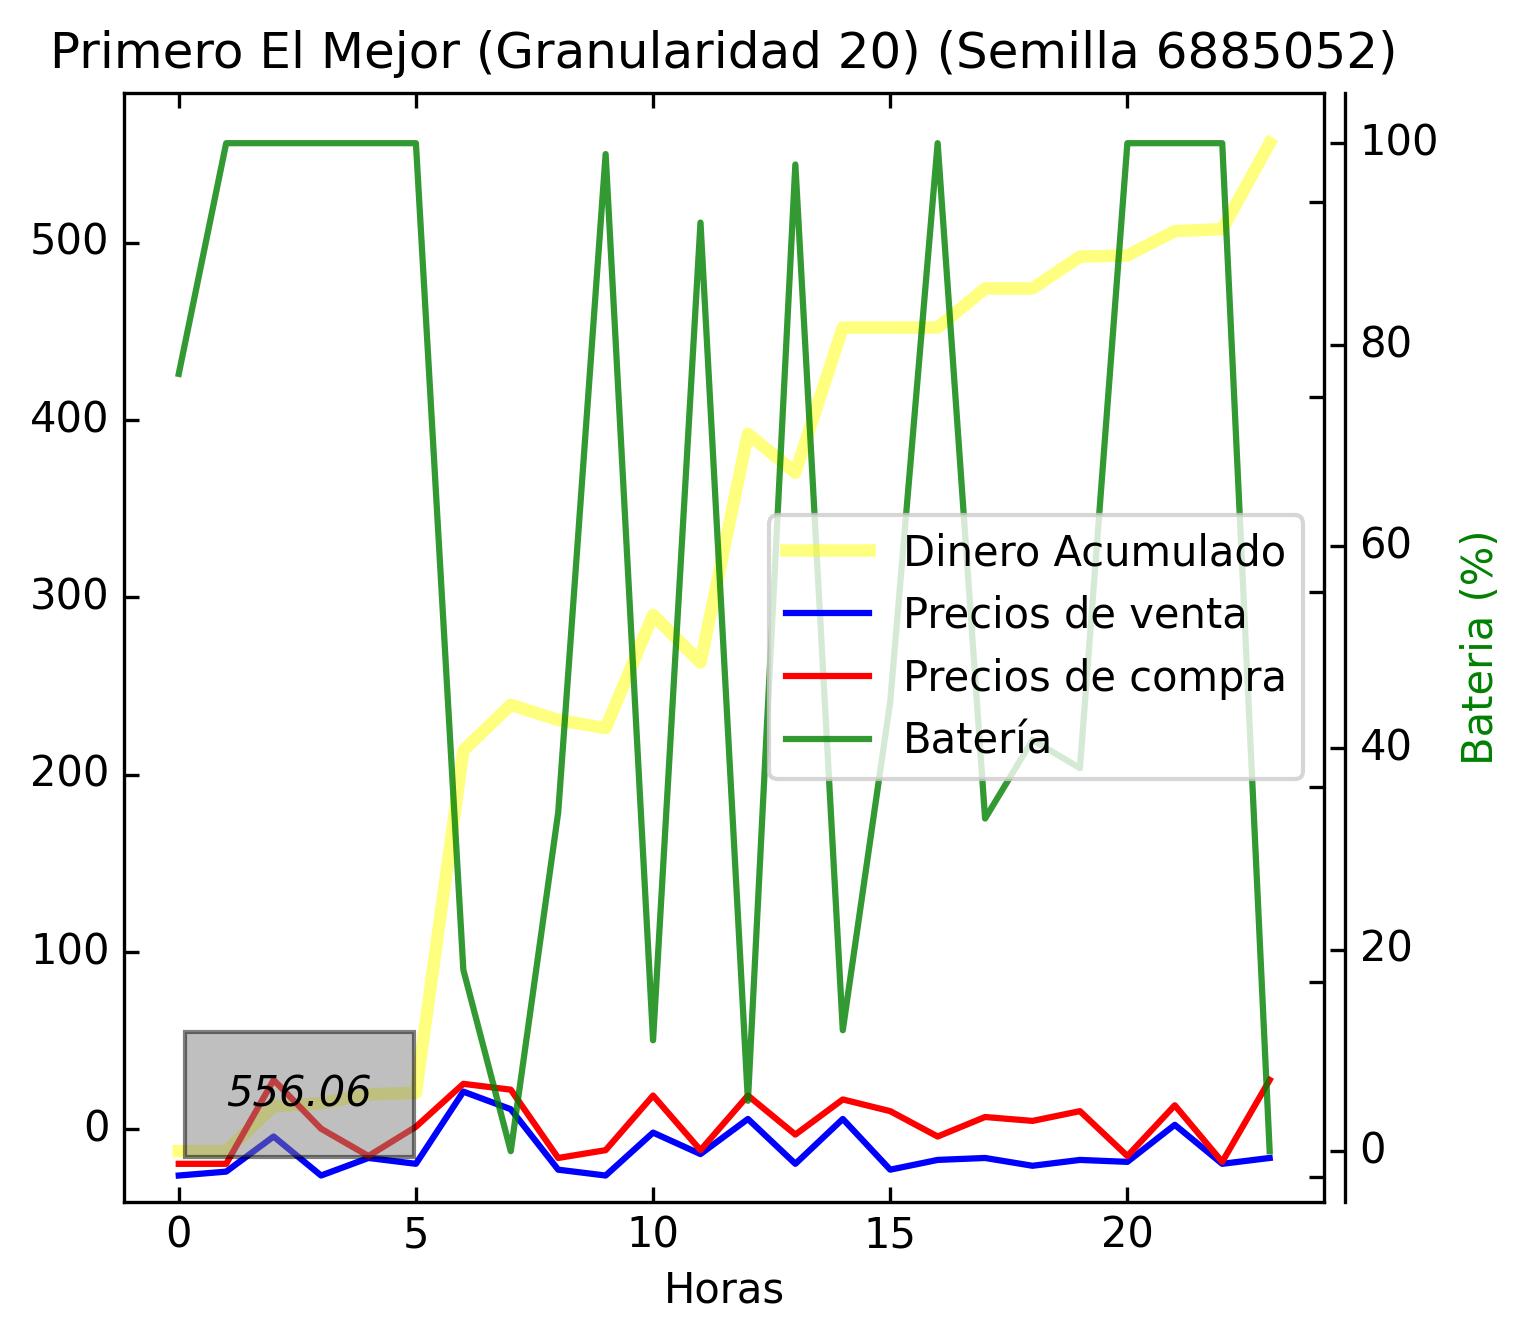 Primero El Mejor (Granularidad 20) (Semilla 6885052)
500
400
300
200
100
0
100
80
60
40
20
0
Bateria (%)
Dinero Acumulado
Precios de venta
Precios de compra
Batería
556.06
0 5 10 15 20
Horas